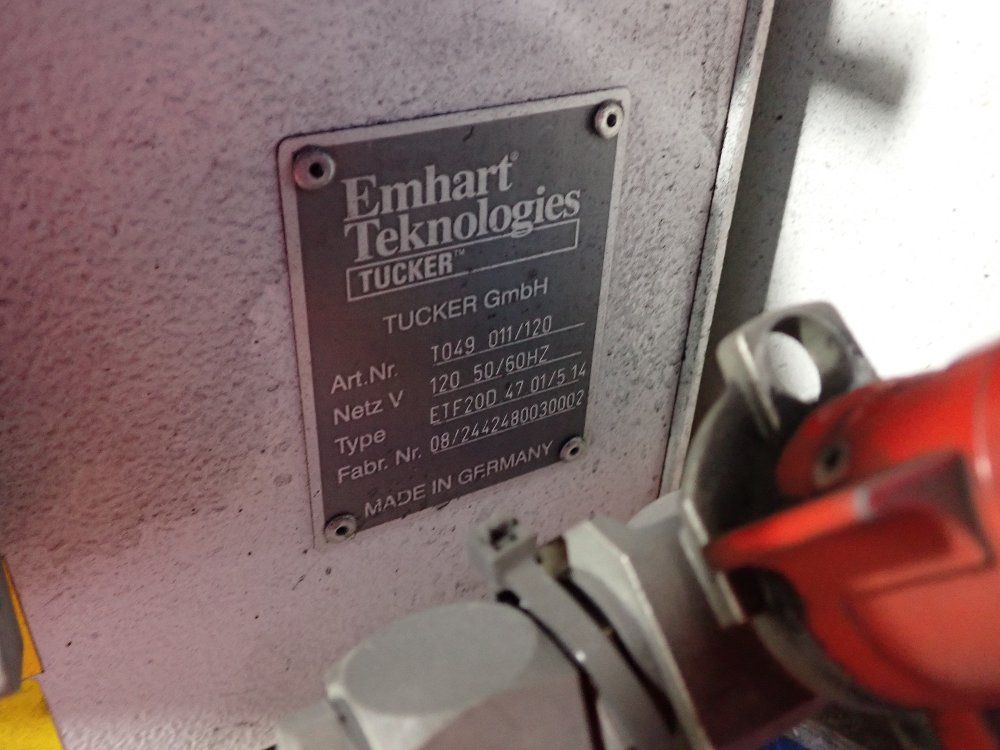 Emhart®
Teknologies
TUCKER™
TUCKER GmbH
Art.Nr. T049 011/120
Netz V 120 50/60HZ
Type ETF20D 47 01/5 14
Fabr. Nr. 08/2442480030002
MADE IN GERMANY